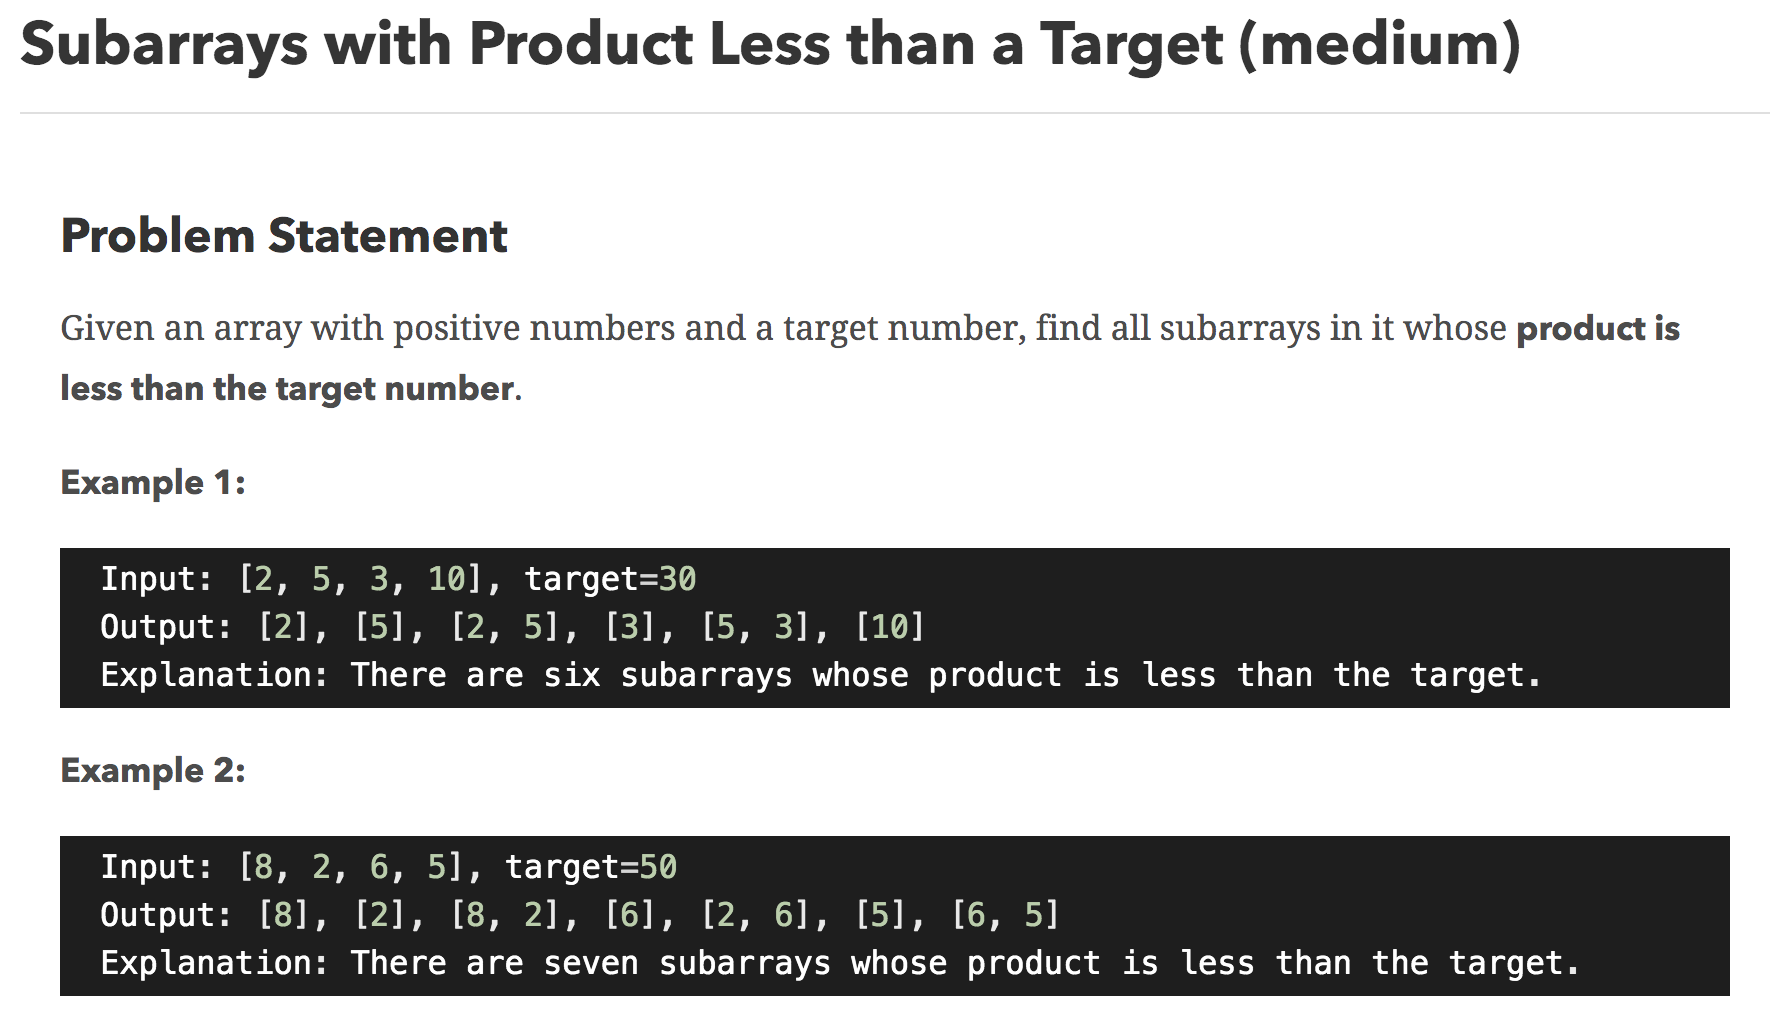 Subarrays with Product Less than a Target (medium)
Problem Statement
Given an array with positive numbers and a target number, find all subarrays in it whose product is
less than the target number.
Example 1:
Input: [2, 5, 3, 10], target=30
Output: [2], [5], [2, 5], [3], [5, 3], [10]
Explanation: There are six subarrays whose product is less than the target.
Example 2:
Input: [8, 2, 6, 5], target=50
Output: [8], [2], [8, 2], [6], [2, 6], [5], [6, 5]
Explanation: There are seven subarrays whose product is less than the target.